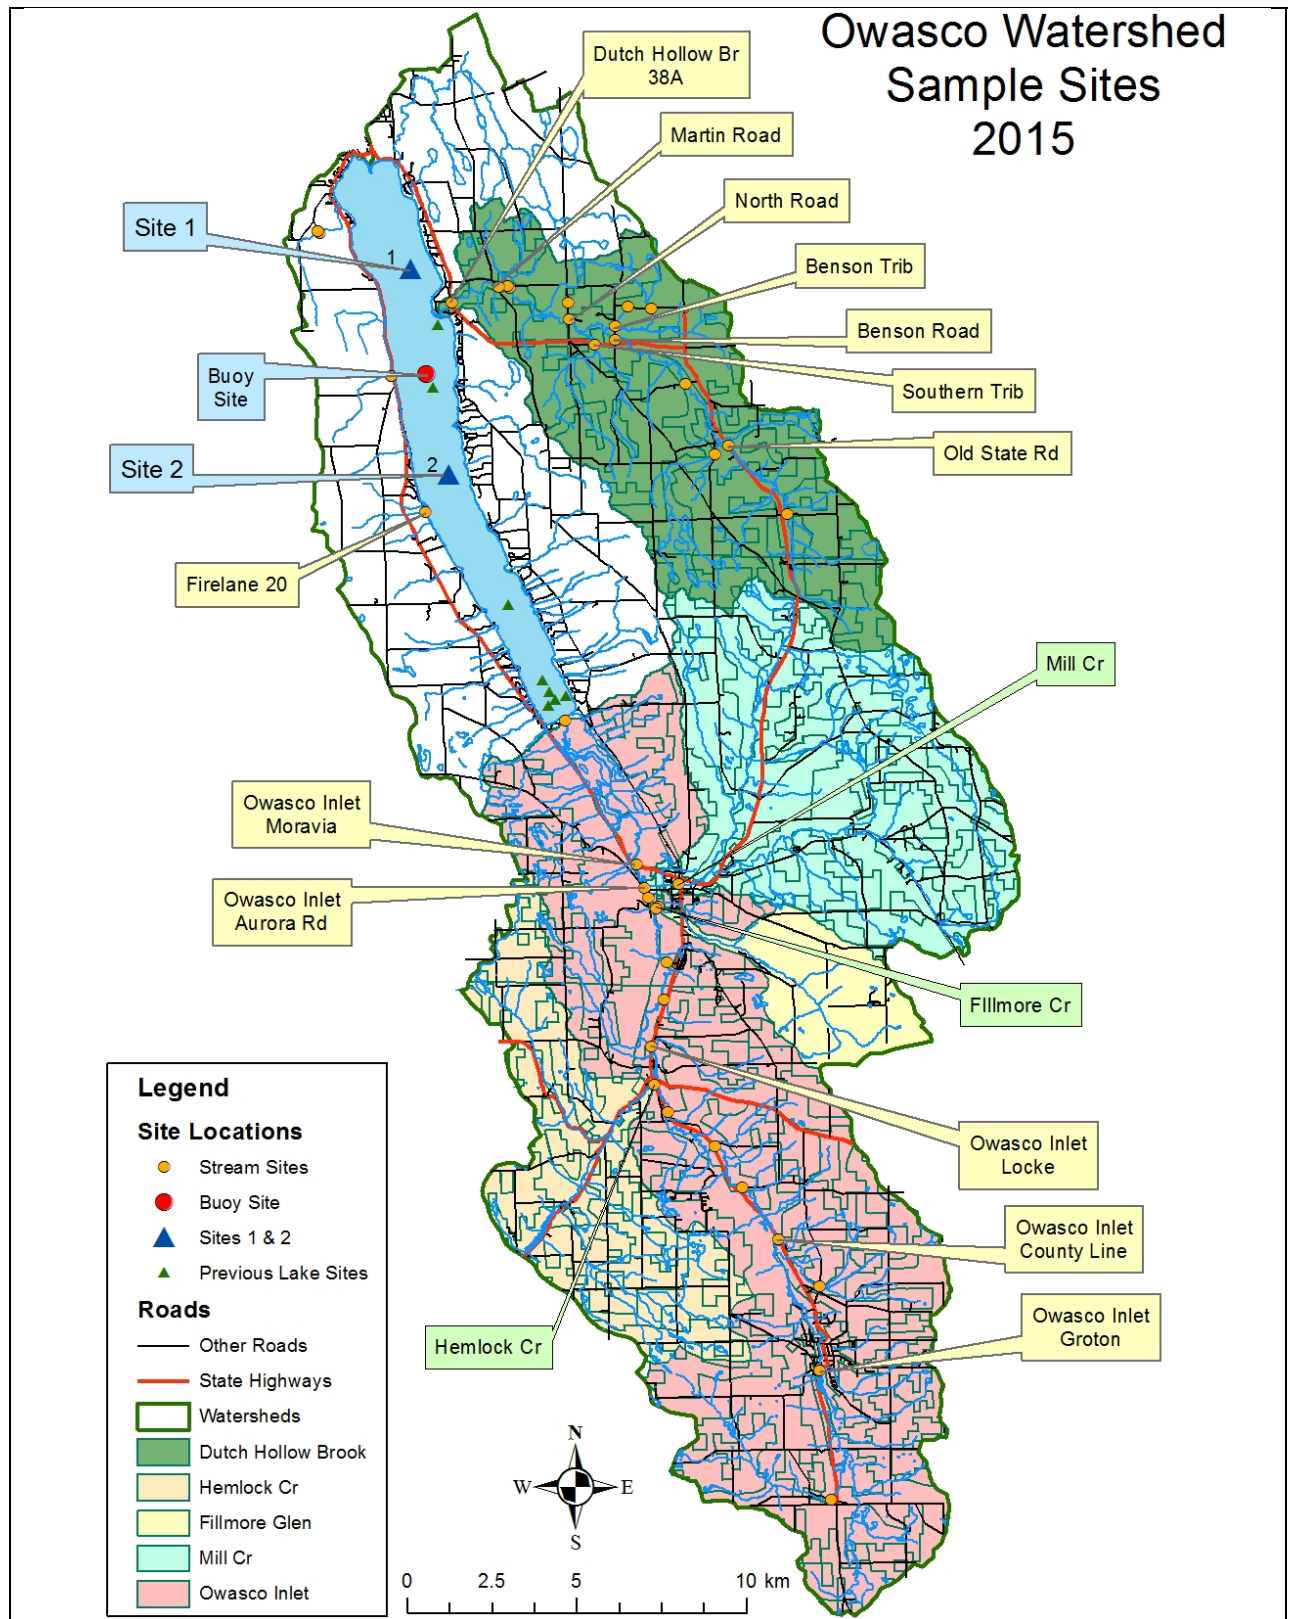 Owasco Watershed
Sample Sites
2015
Dutch Hollow Br
38A
Martin Road
North Road
Site 1
1
Benson Trib
Benson Road
Buoy
Site
Southern Trib
Site 2
2
Old State Rd
Firelane 20
Mill Cr
Owasco Inlet
Moravia
Owasco Inlet
Aurora Rd
FIllmore Cr
Owasco Inlet
Locke
Owasco Inlet
County Line
Owasco Inlet
Groton
Hemlock Cr
Legend
Site Locations
Stream Sites
Buoy Site
Sites 1 & 2
Previous Lake Sites
Roads
Other Roads
State Highways
Watersheds
Dutch Hollow Brook
Hemlock Cr
Fillmore Glen
Mill Cr
Owasco Inlet
N
W E
S
0 2.5 5 10 km